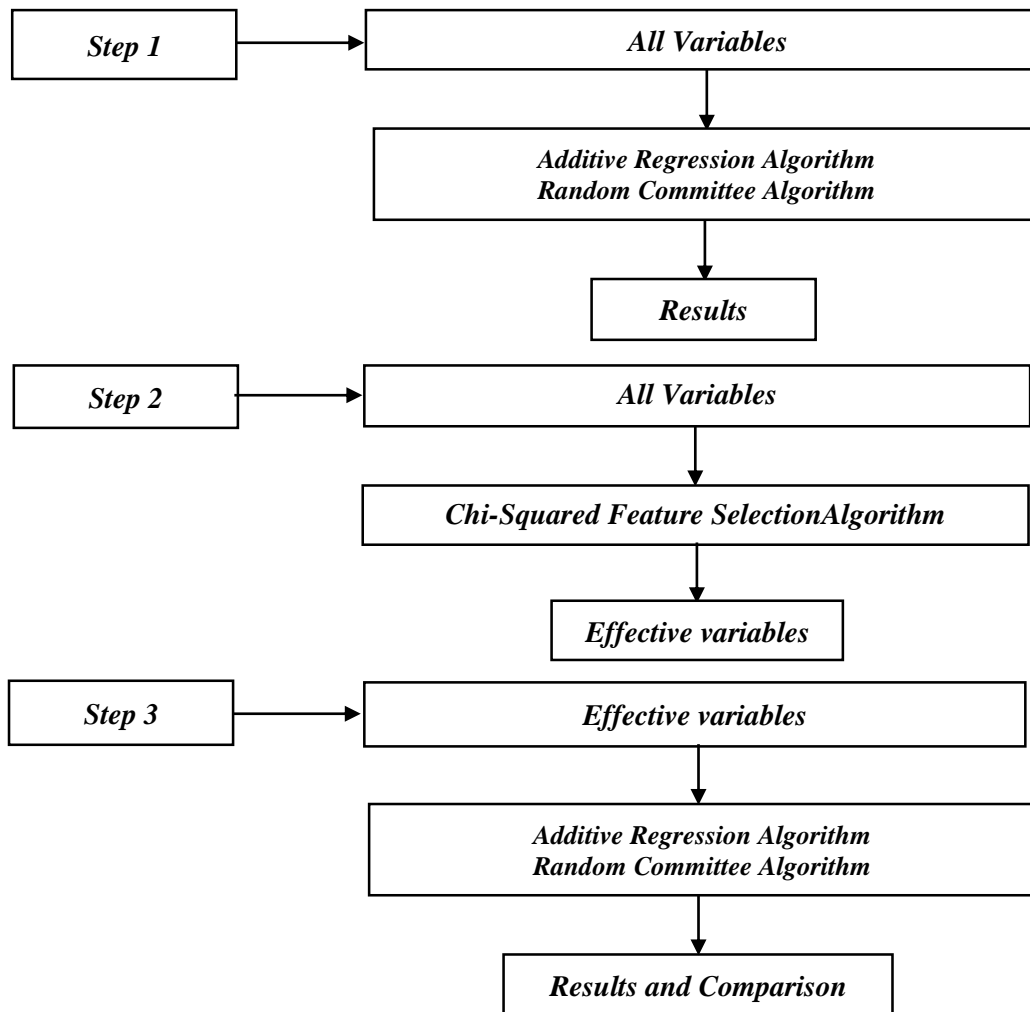 Step 1
All Variables
Additive Regression Algorithm
Random Committee Algorithm
Results
Step 2
All Variables
Chi-Squared Feature SelectionAlgorithm
Effective variables
Step 3
Effective variables
Additive Regression Algorithm
Random Committee Algorithm
Results and Comparison